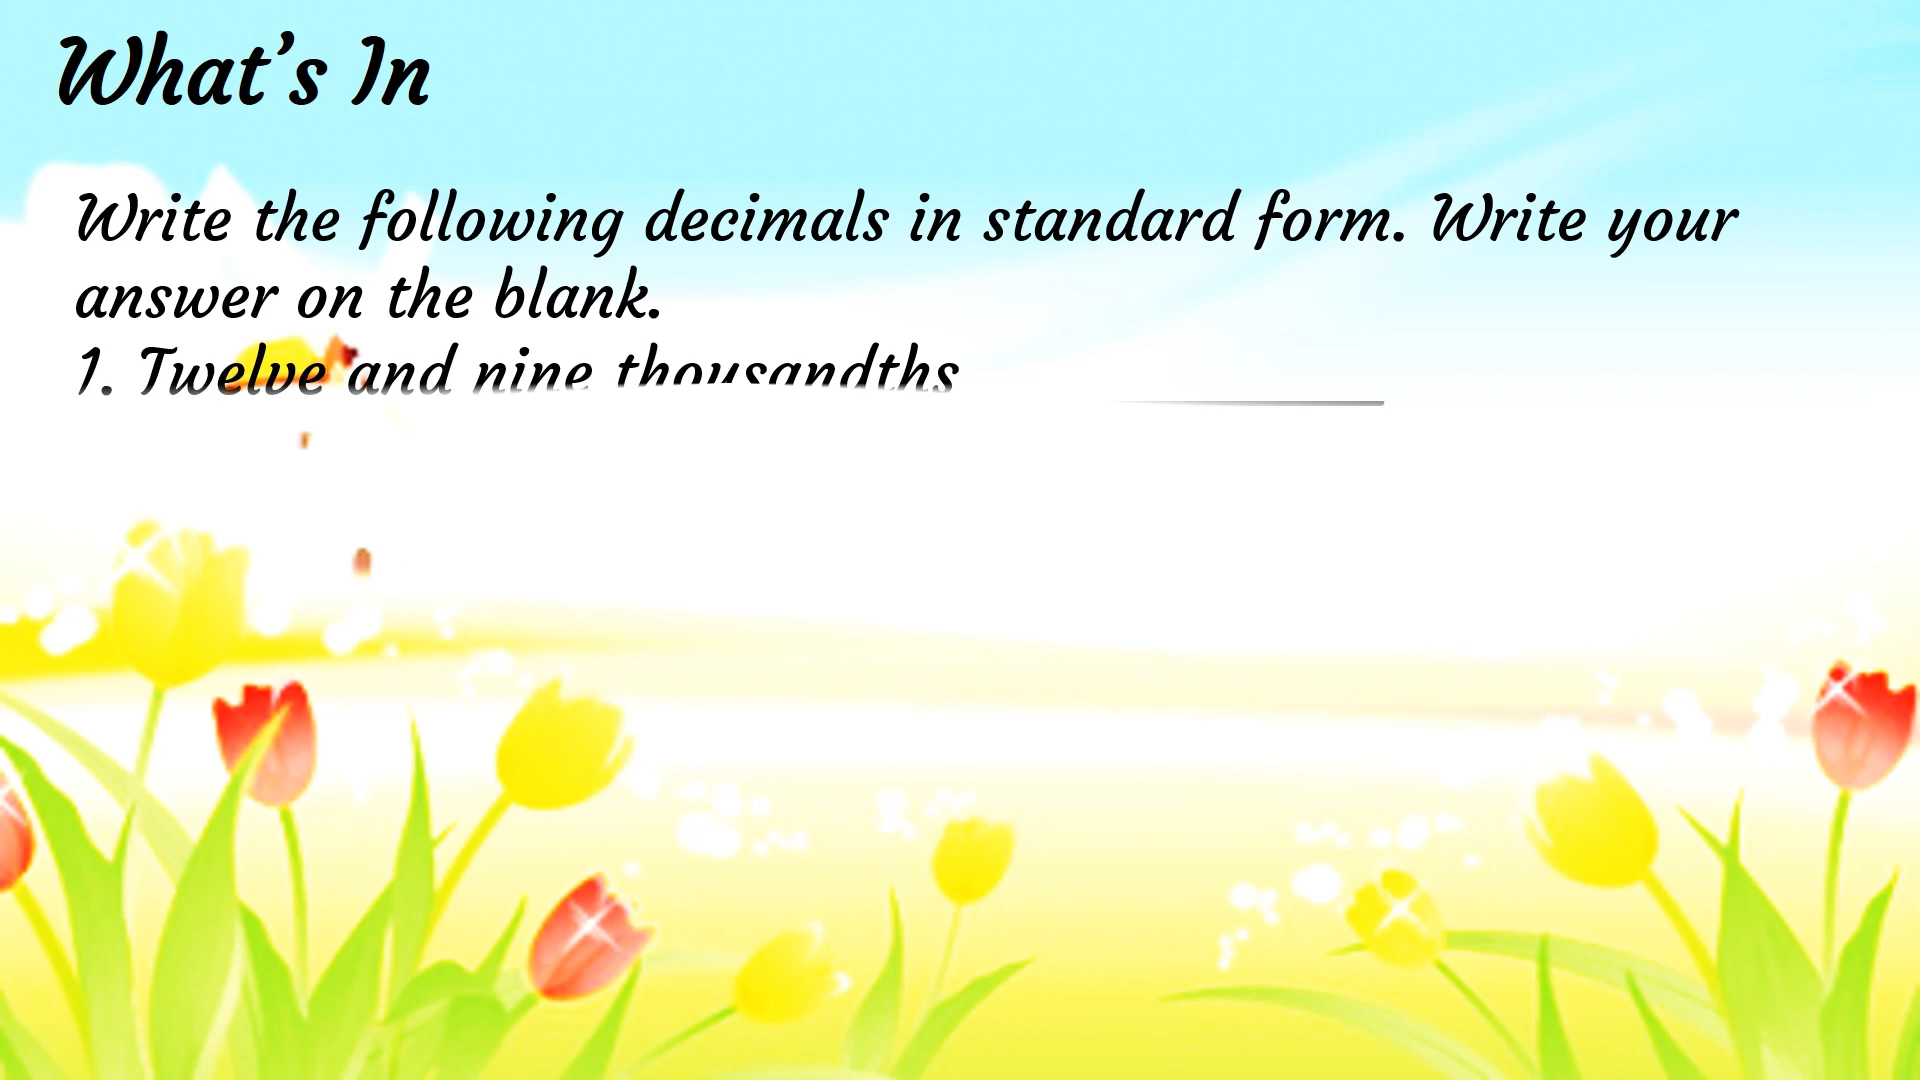 What's In
Write the following decimals in standard form. Write your
answer on the blank.
1. Twelve and nine thousandths